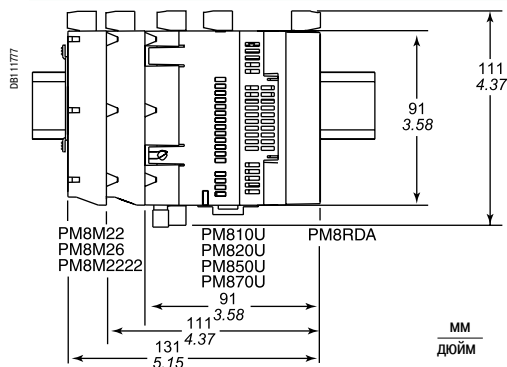 DB111777
111
4.37
91
3.58
PM8M22
PM8M26
PM8M2222
PM810U
PM820U
PM850U
PM870U
PM8RDA
91
3.58
111
4.37
131
5.15
мм
дюйм